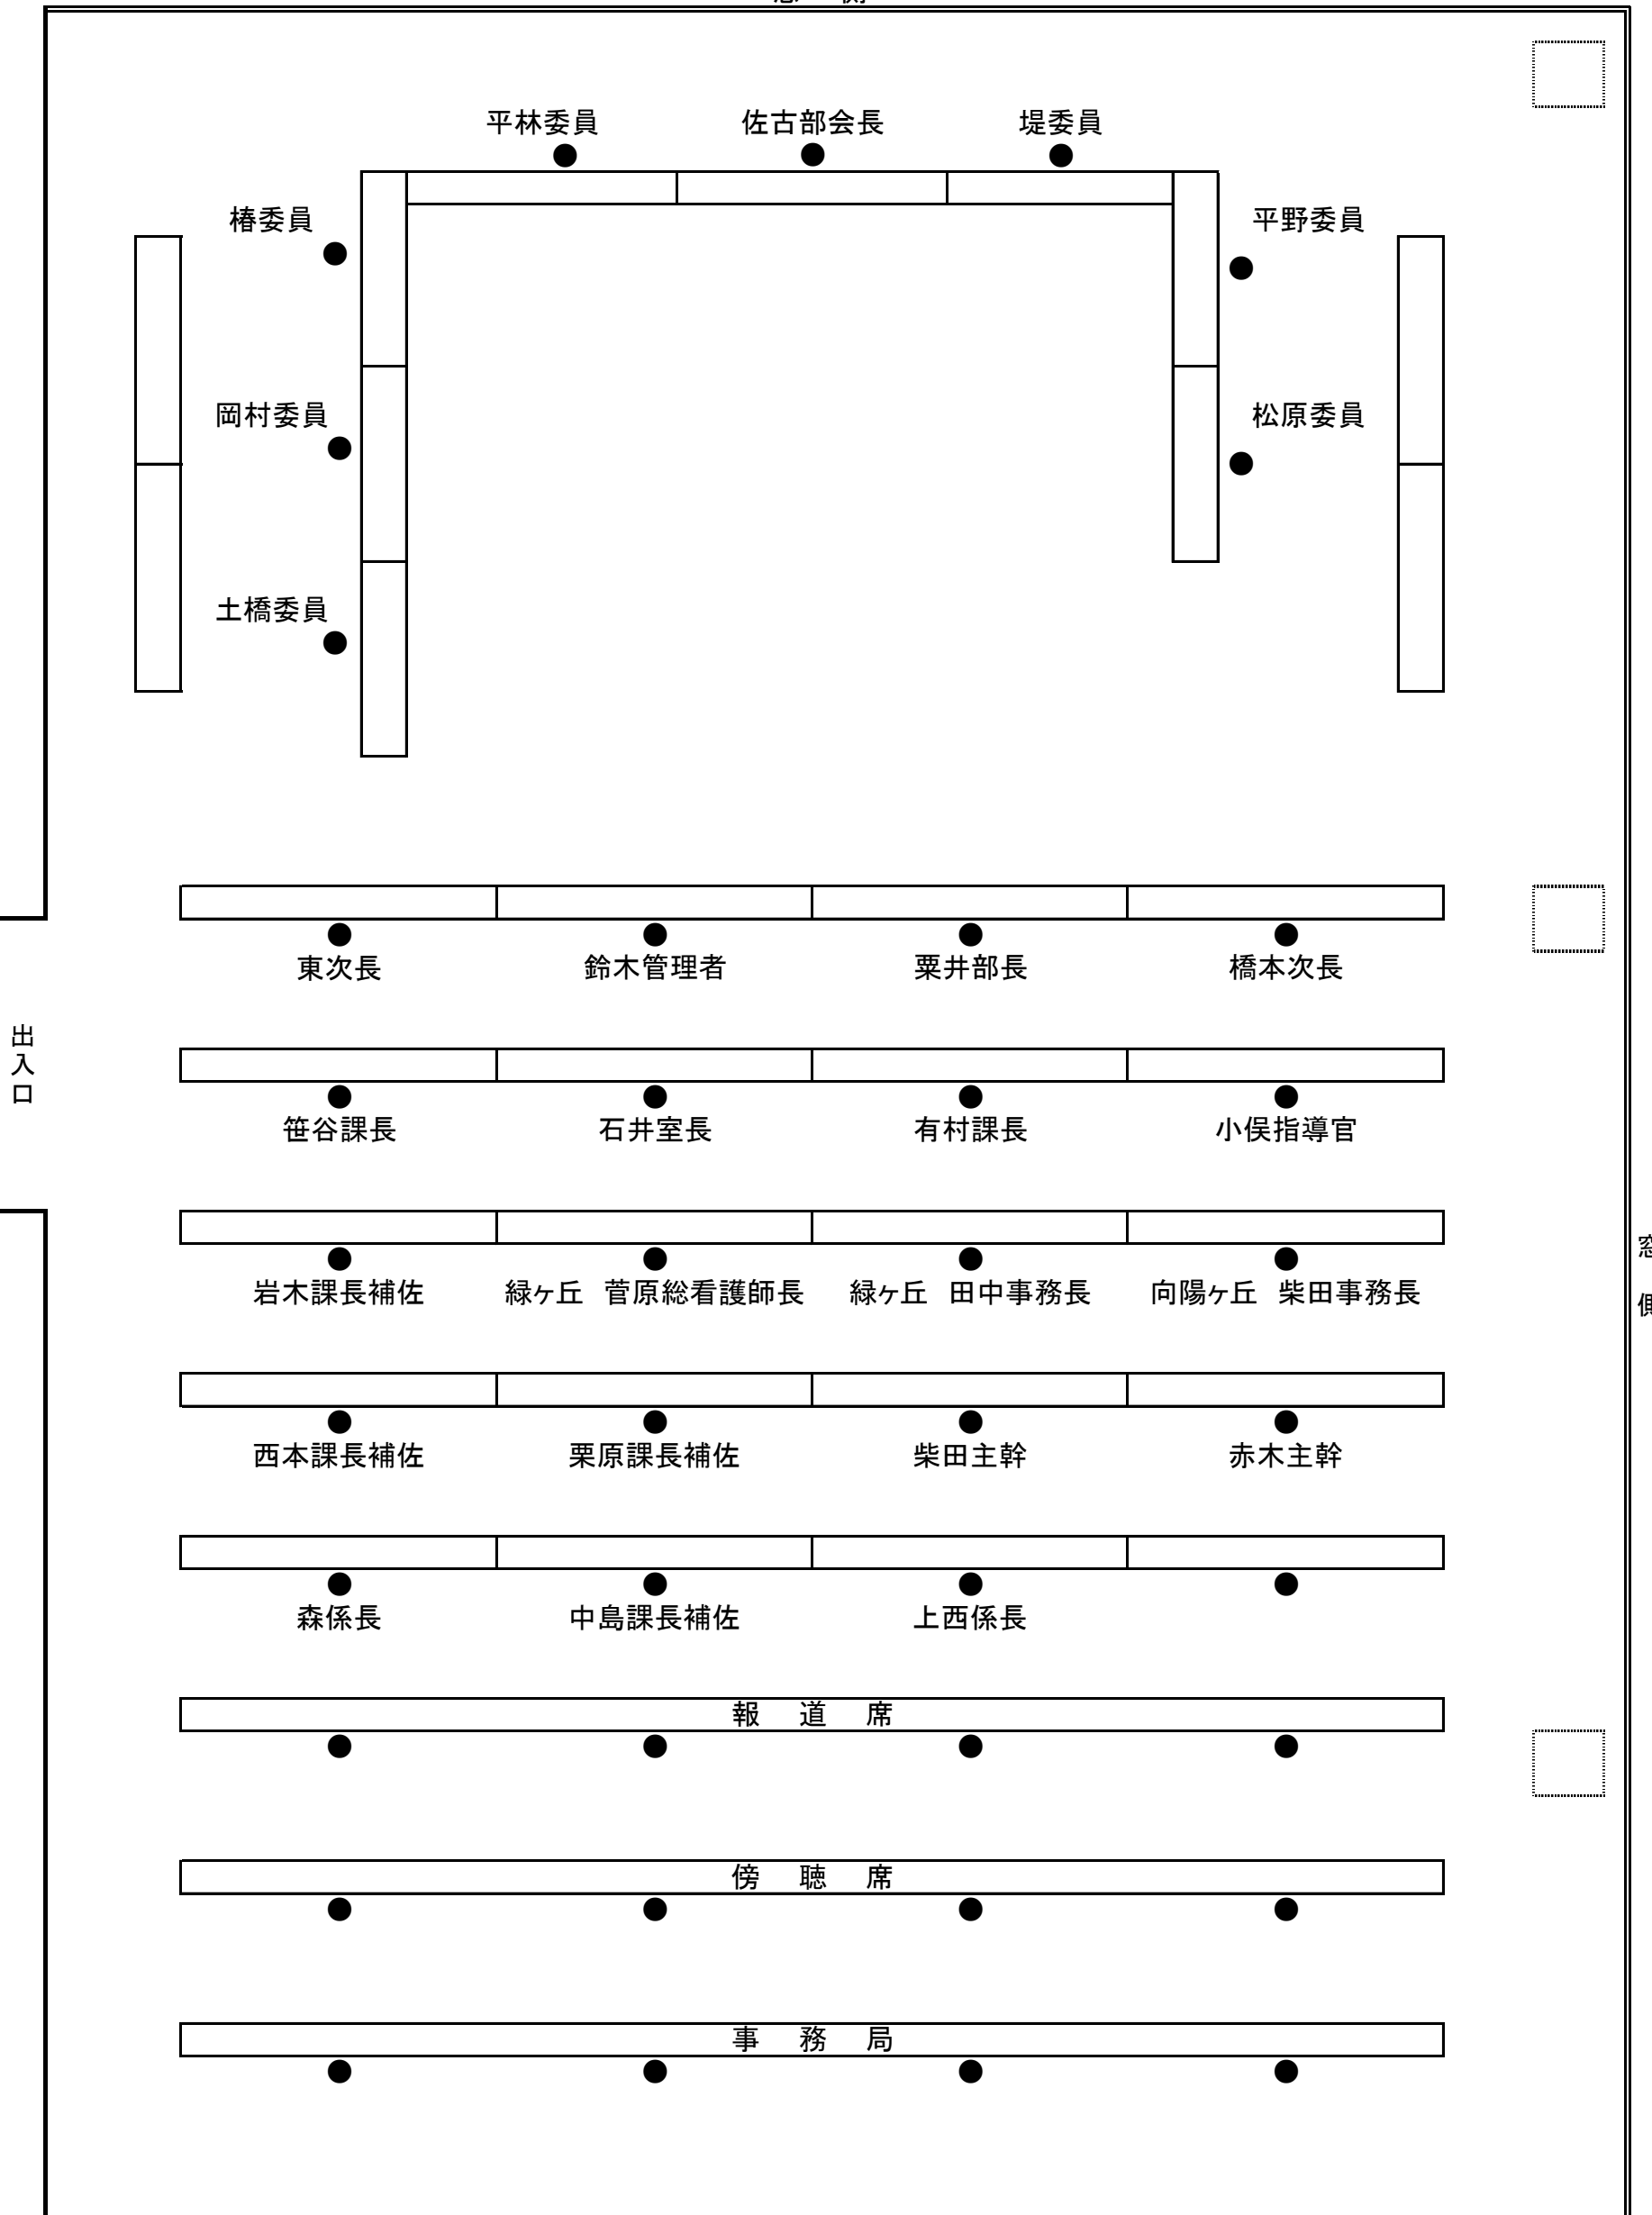 平林委員 佐古部会長 堤委員
椿委員 平野委員
岡村委員 松原委員
土橋委員
東次長 鈴木管理者 粟井部長 橋本次長
出入口
笹谷課長 石井室長 有村課長 小俣指導官
岩木課長補佐 緑ヶ丘 菅原総看護師長 緑ヶ丘 田中事務長 向陽ヶ丘 柴田事務長
窓側
西本課長補佐 栗原課長補佐 柴田主幹 赤木主幹
森係長 中島課長補佐 上西係長
報道席
傍聴席
事務局